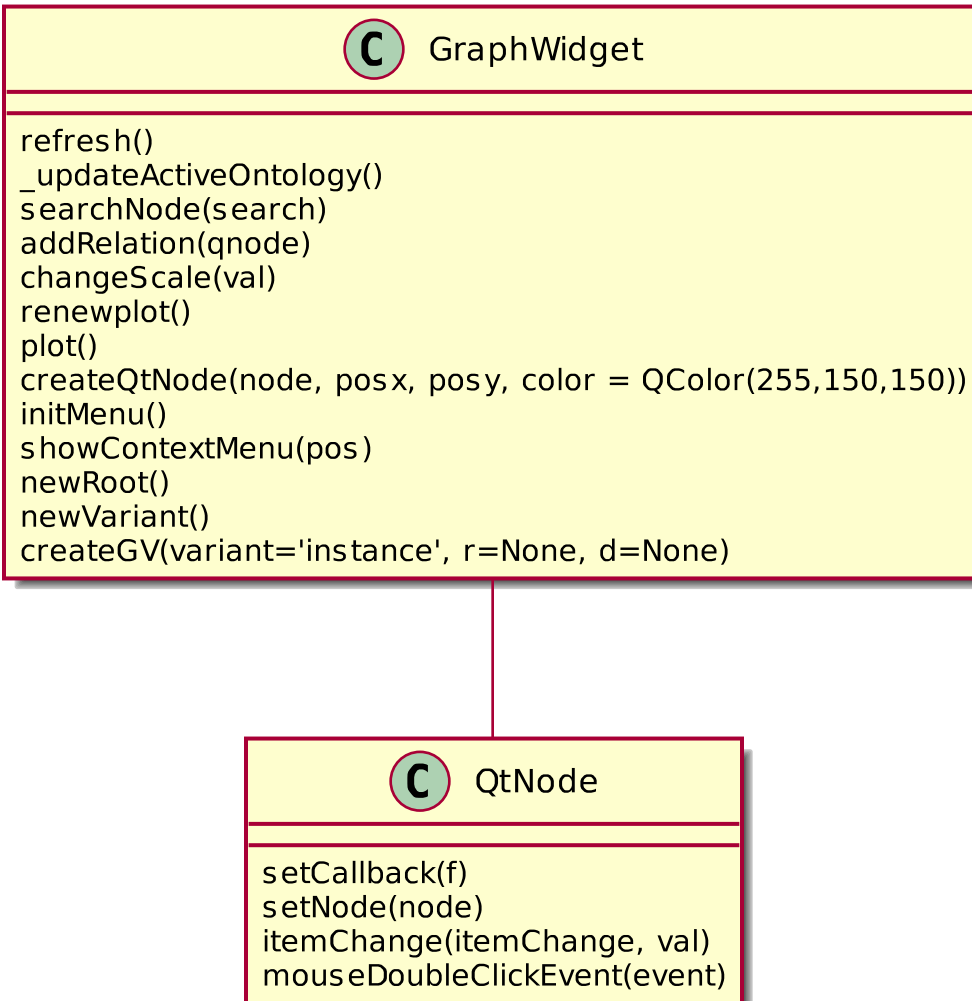 C GraphWidget
refresh()
_updateActiveOntology()
searchNode(search)
addRelation(qnode)
changeScale(val)
renewplot()
plot()
createQtNode(node, posx, posy, color = QColor(255,150,150))
initMenu()
showContextMenu(pos)
newRoot()
newVariant()
createGV(variant='instance', r=None, d=None)
C QtNode
setCallback(f)
setNode(node)
itemChange(itemChange, val)
mouseDoubleClickEvent(event)